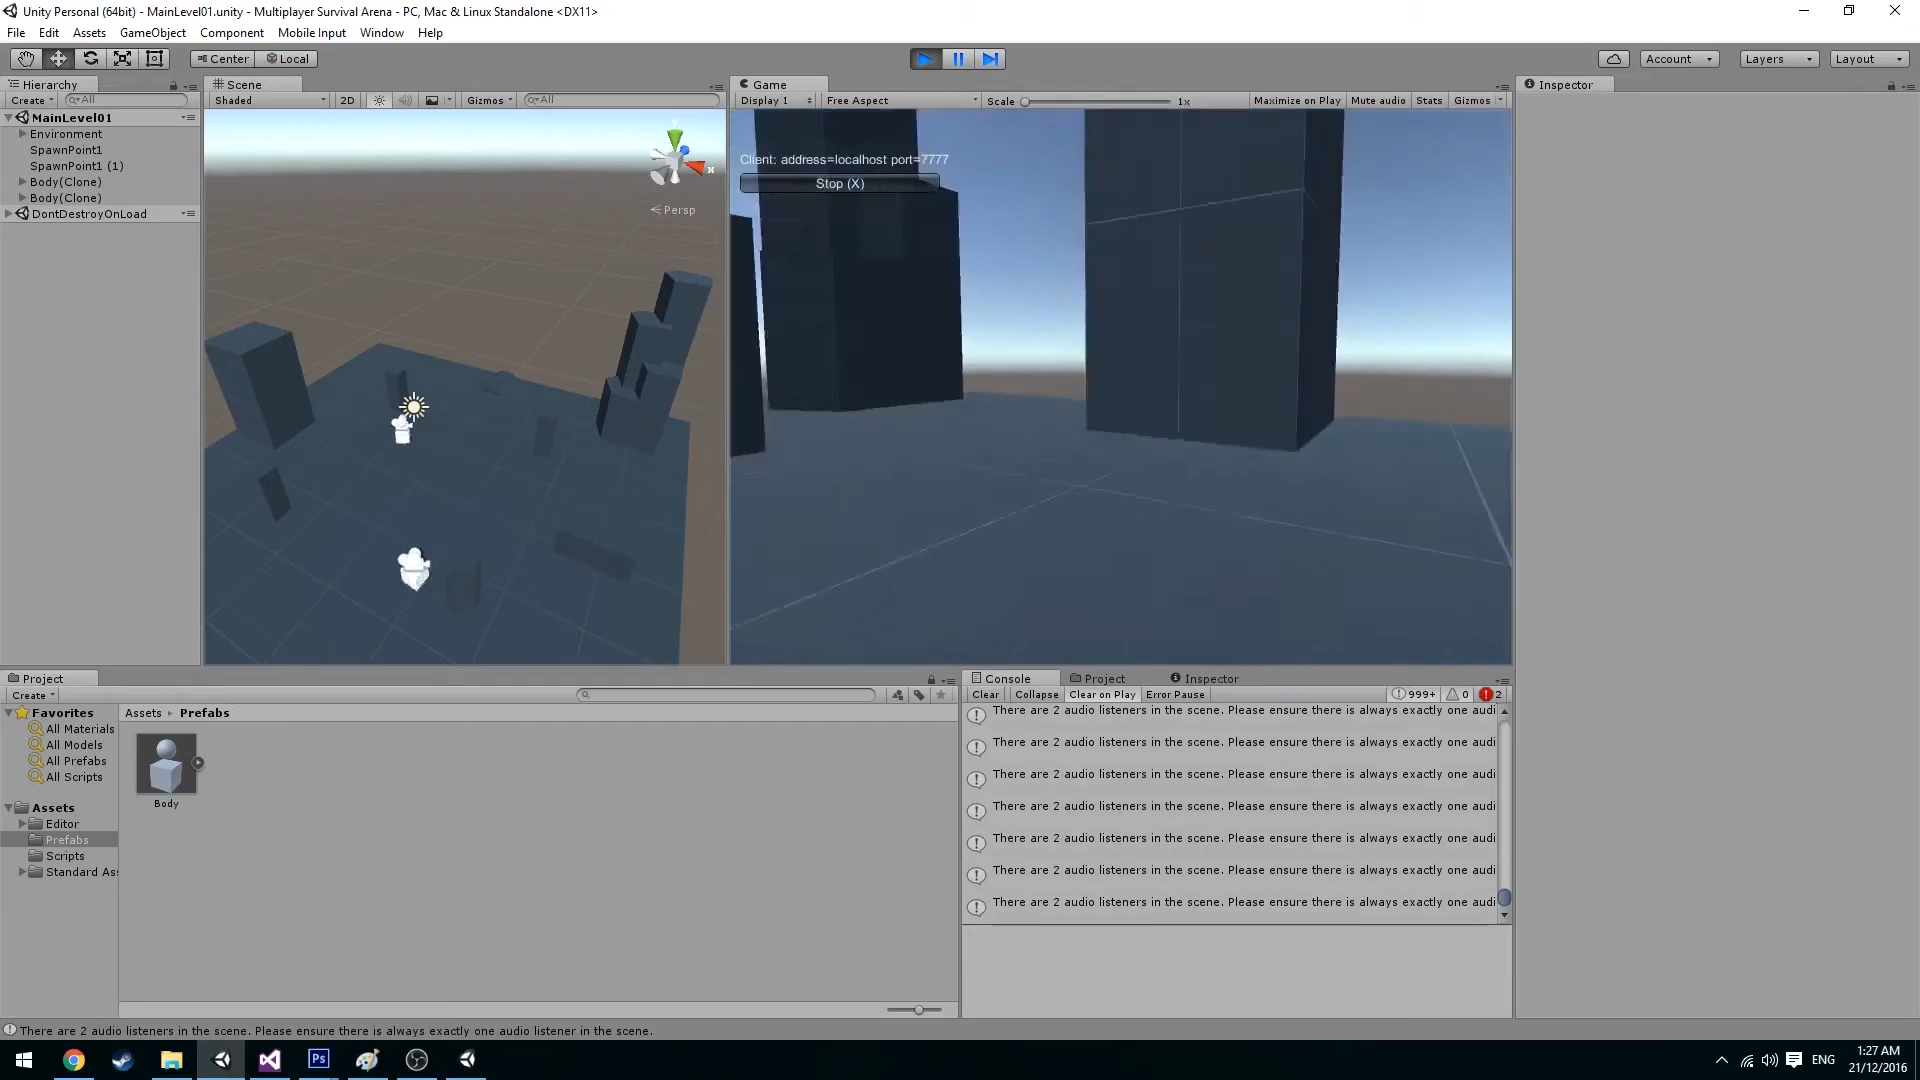 Unity Personal (64bit) - MainLevel01.unity - Multiplayer Survival Arena - PC, Mac & Linux Standalone <DX11>
File Edit Assets GameObject Component Mobile Input Window Help
Center Local Account Layers Layout
Hierarchy
Create All
MainLevel01
Environment
SpawnPoint1
SpawnPoint1 (1)
Body(Clone)
Body(Clone)
DontDestroyOnLoad
Scene
Shaded 2D Gizmos All
Y
X
Persp
Game
Display 1 Free Aspect Scale 1x Maximize on Play Mute audio Stats Gizmos
Client: address=localhost port=7777
Stop (X)
Inspector
Project
Create
Favorites
All Materials
All Models
All Prefabs
All Scripts
Assets
Editor
Prefabs
Scripts
Standard Ass
Assets Prefabs
Body
Console Project Inspector
Clear Collapse Clear on Play Error Pause 999+ 0 2
There are 2 audio listeners in the scene. Please ensure there is always exactly one audi
There are 2 audio listeners in the scene. Please ensure there is always exactly one audi
There are 2 audio listeners in the scene. Please ensure there is always exactly one audi
There are 2 audio listeners in the scene. Please ensure there is always exactly one audi
There are 2 audio listeners in the scene. Please ensure there is always exactly one audi
There are 2 audio listeners in the scene. Please ensure there is always exactly one audi
There are 2 audio listeners in the scene. Please ensure there is always exactly one audi
There are 2 audio listeners in the scene. Please ensure there is always exactly one audio listener in the scene.
Ps
ENG
1:27 AM
21/12/2016